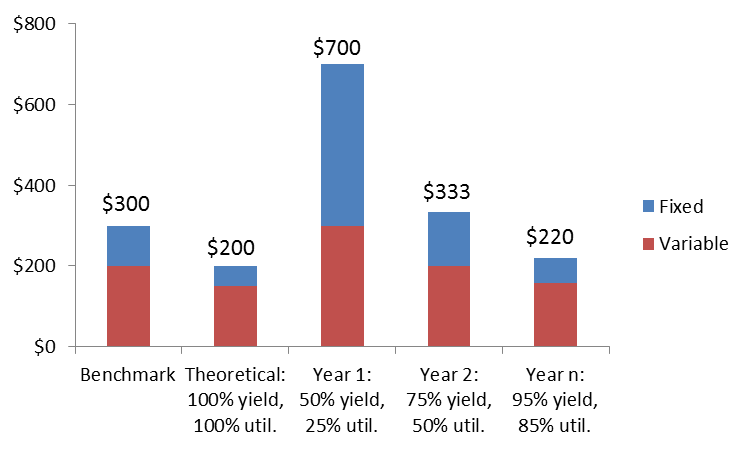 $800
$600
$400
$200
$0
$300
$200
$700
$333
$220
Fixed
Variable
Benchmark
Theoretical:
100% yield,
100% util.
Year 1:
50% yield,
25% util.
Year 2:
75% yield,
50% util.
Year n:
95% yield,
85% util.